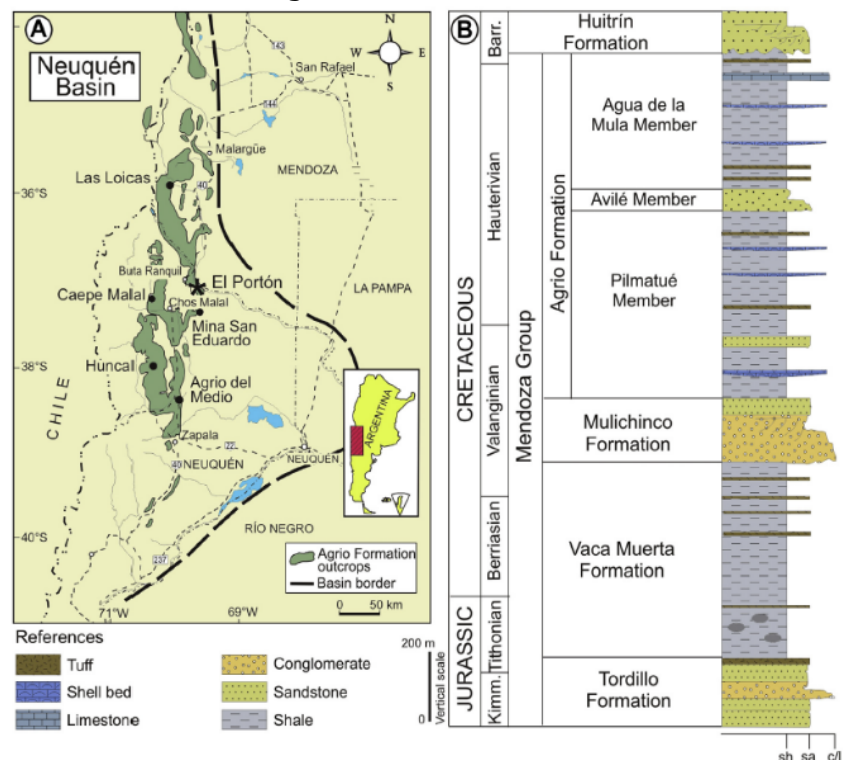 A
Neuquén
Basin
N
W
E
S
143
San Rafael
144
Malargüe
MENDOZA
Las Loicas
40
36°S
Buta Ranquil
El Portón
LA PAMPA
Caepe Malal
Chos Malal
Mina San
Eduardo
38°S
Huncal
Agrio del
Medio
CHILE
ARGENTINA
Zapala
22
NEUQUÉN
40
NEUQUÉN
RÍO NEGRO
40°S
237
Agrio Formation
outcrops
Basin border
0 50 km
71°W
69°W
References
Tuff
Shell bed
Limestone
Conglomerate
Sandstone
Shale
200 m
Vertical scale
0
B
Barr.
Hauterivian
Valanginian
Berriasian
Tithonian
Kimm.
CRETACEOUS
JURASSIC
Mendoza Group
Agrio Formation
Huitrín
Formation
Agua de la
Mula Member
Avilé Member
Pilmatué
Member
Mulichinco
Formation
Vaca Muerta
Formation
Tordillo
Formation
sh sa c/l